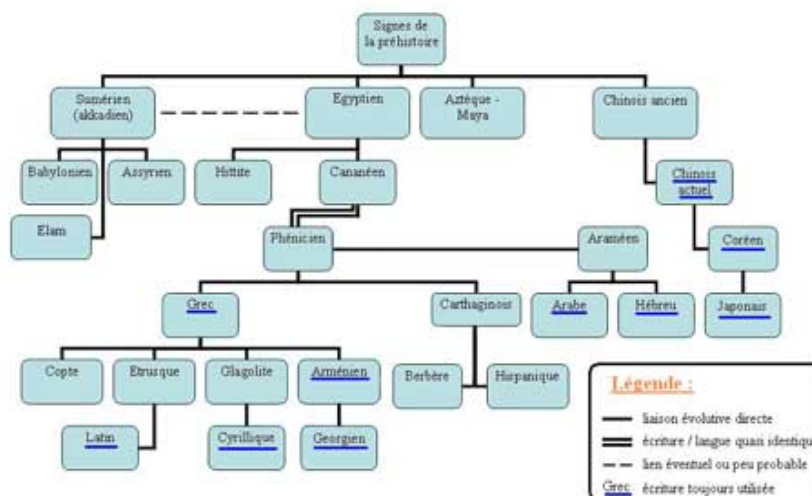 Signes de
la préhistoire
Sumérien
(akkadien)
Egyptien
Aztèque -
Maya
Chinois ancien
Babylonien
Assyrien
Hittite
Cananéen
Chinois
actuel
Elam
Phénicien
Araméen
Coréen
Grec
Carthaginois
Arabe
Hébreu
Japonais
Copte
Etrusque
Glagolite
Arménien
Berbère
Hispanique
Latin
Cyrillique
Georgien
Légende :
liaison évolutive directe
écriture / langue quasi identiqu
lien éventuel ou peu probable
Grec écriture toujours utilisée